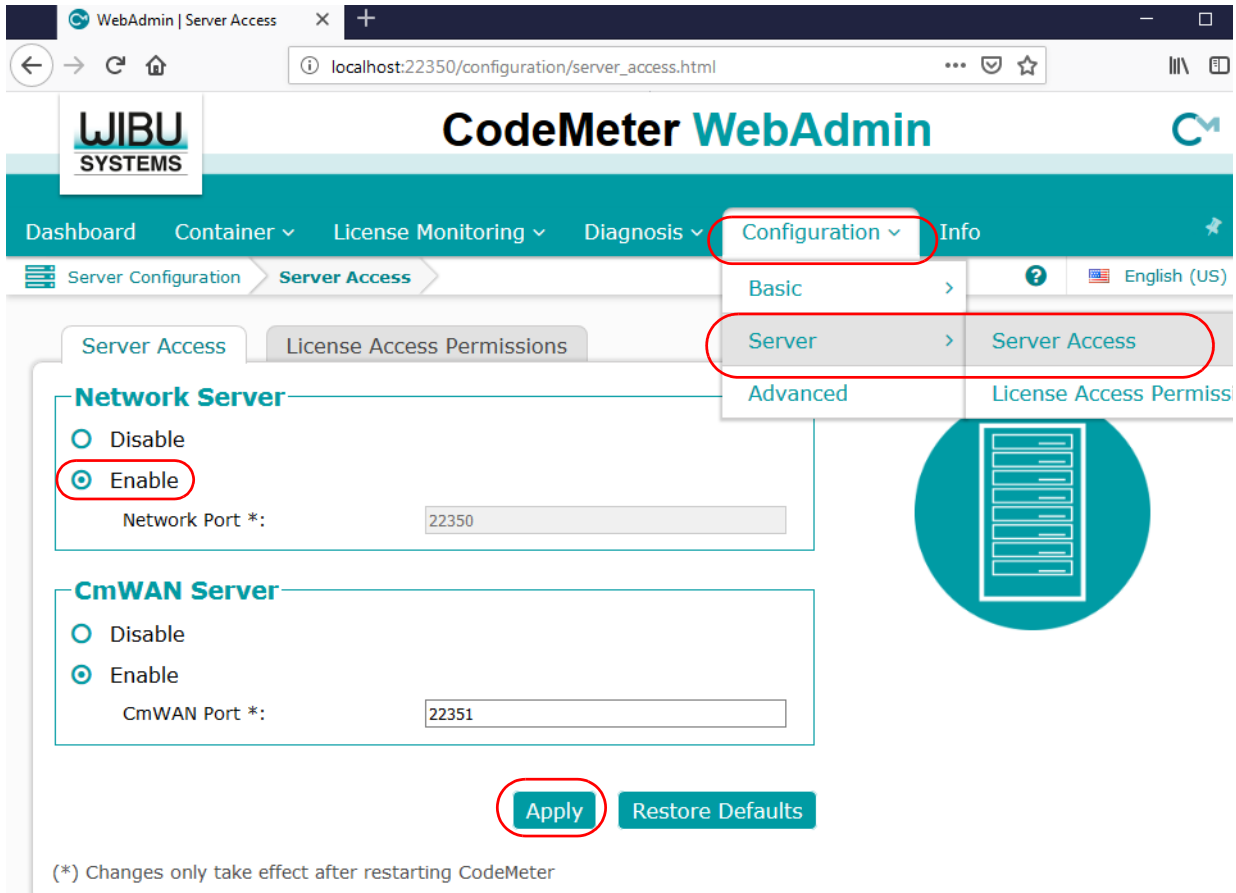 WebAdmin | Server Access
localhost:22350/configuration/server_access.html
WIBU
SYSTEMS
CodeMeter WebAdmin
CM
Dashboard Container License Monitoring Diagnosis Configuration Info
Server Configuration Server Access English (US)
Basic
Server Server Access
Advanced License Access Permissi
Server Access License Access Permissions
Network Server
Disable
Enable
Network Port *: 22350
CmWAN Server
Disable
Enable
CmWAN Port *: 22351
Apply Restore Defaults
(*) Changes only take effect after restarting CodeMeter